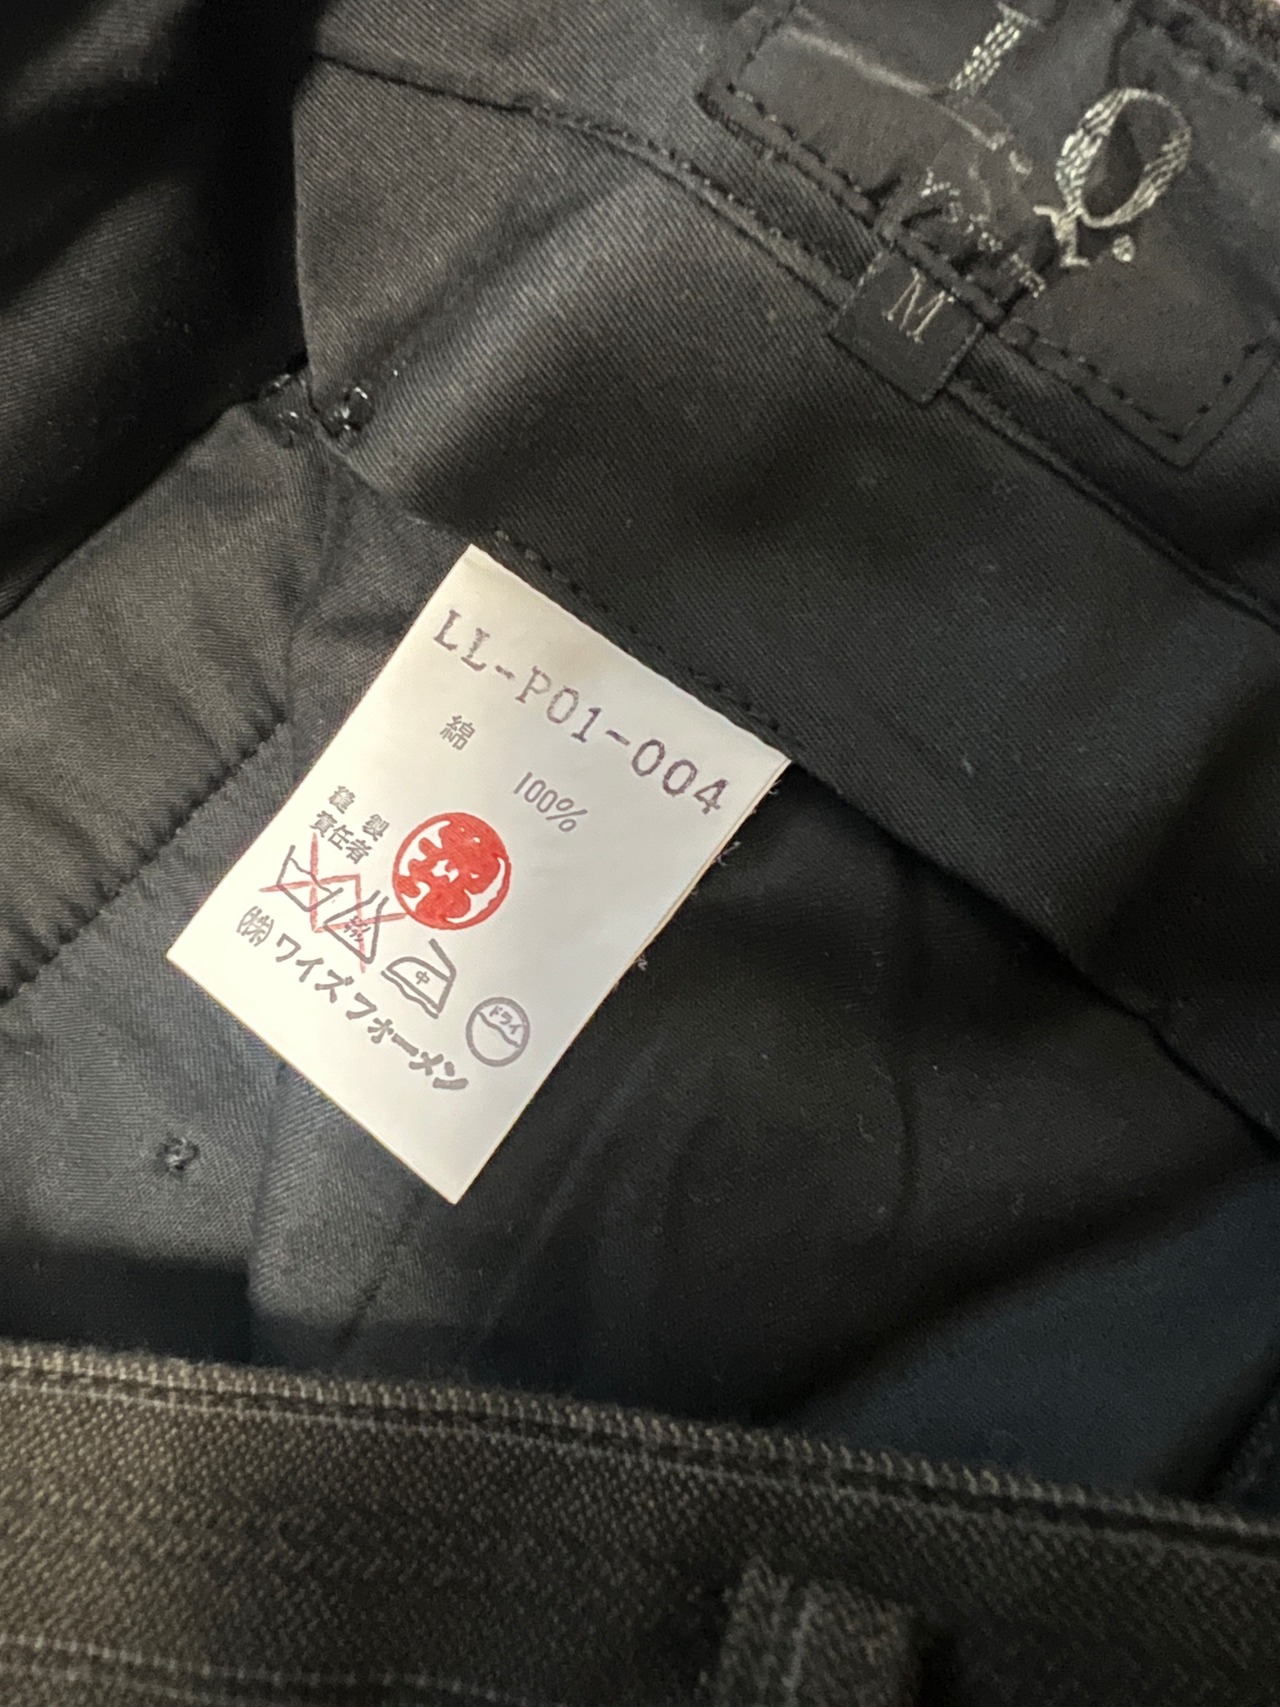 I.Q.
M
LL-P01-004
綿 100%
縫製
責任者
中
ドライ
㈱ワイズフォーメン